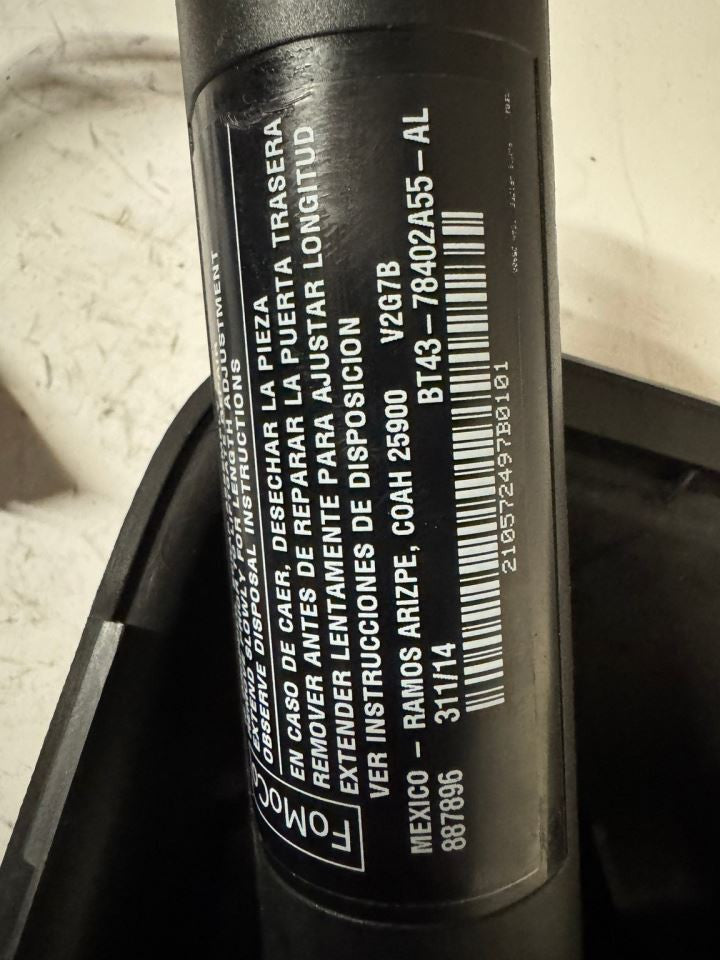 FoMoCo
EXTEND SLOWLY FOR LENGTH ADJUSTMENT
OBSERVE DISPOSAL INSTRUCTIONS
EN CASO DE CAER, DESECHAR LA PIEZA
REMOVER ANTES DE REPARAR LA PUERTA TRASERA
EXTENDER LENTAMENTE PARA AJUSTAR LONGITUD
VER INSTRUCCIONES DE DISPOSICION
MEXICO - RAMOS ARIZPE, COAH 25900 V2G7B
887896 311/14 BT43-78402A55-AL
210572497B0101